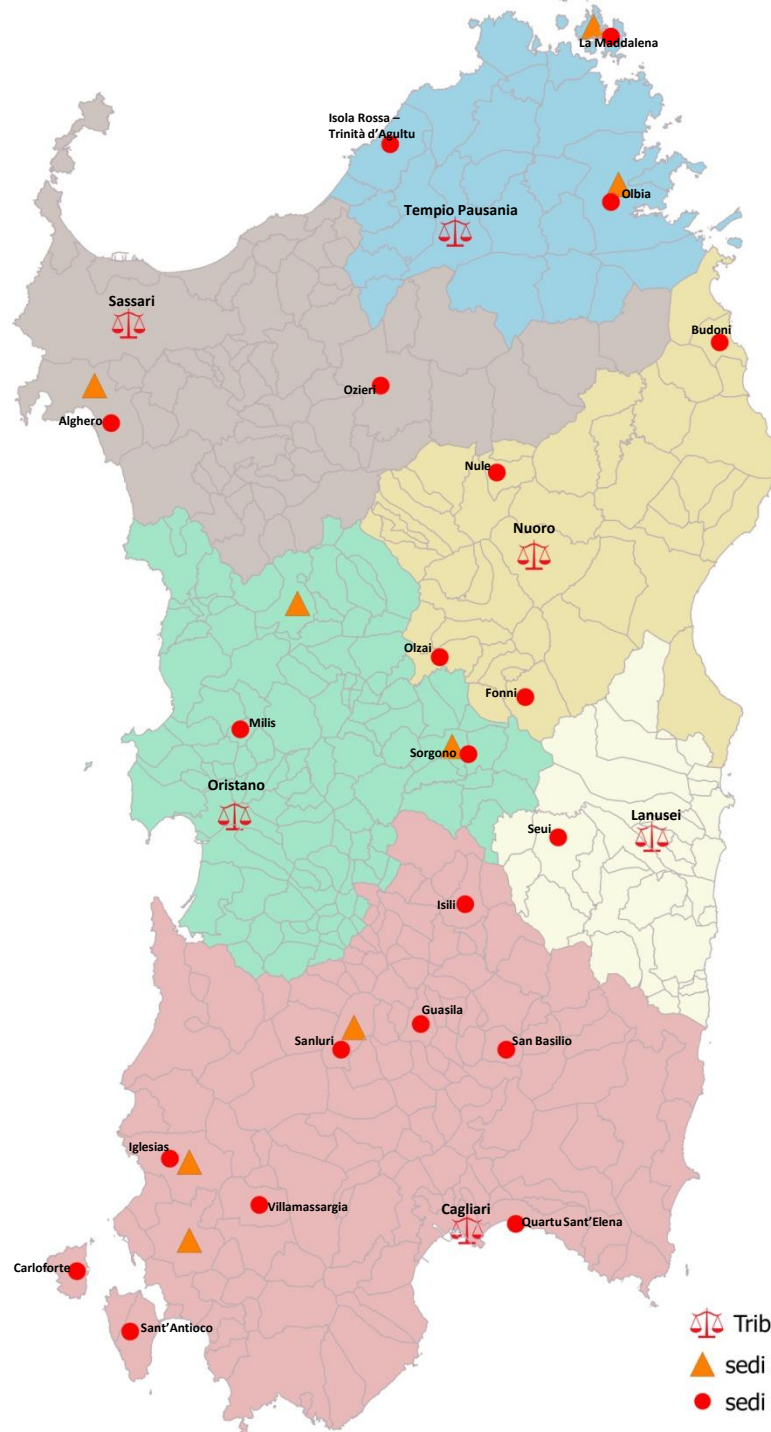 La Maddalena
Isola Rossa –
Trinità d'Agultu
Olbia
Tempio Pausania
Sassari
Budoni
Ozieri
Alghero
Nule
Nuoro
Olzai
Fonni
Milis
Sorgono
Oristano
Lanusei
Seui
Isili
Guasila
Sanluri
San Basilio
Iglesias
Villamassargia
Cagliari
Quartu Sant'Elena
Carloforte
Sant'Antioco
Trib
sedi
sedi